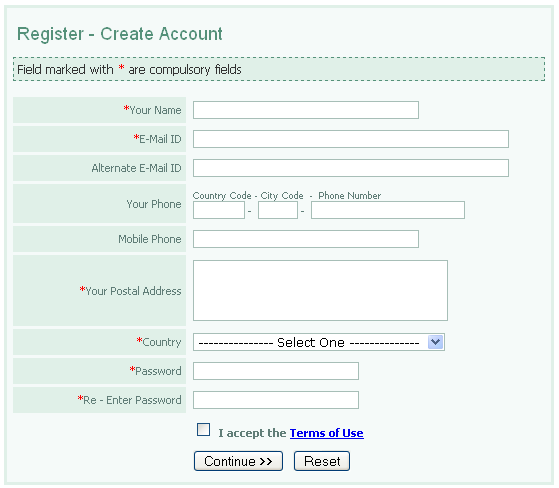 Register - Create Account
Field marked with * are compulsory fields
*Your Name
*E-Mail ID
Alternate E-Mail ID
Country Code - City Code - Phone Number
Your Phone - -
Mobile Phone
*Your Postal Address
*Country --------------- Select One --------------
*Password
*Re - Enter Password
I accept the Terms of Use
Continue >> Reset